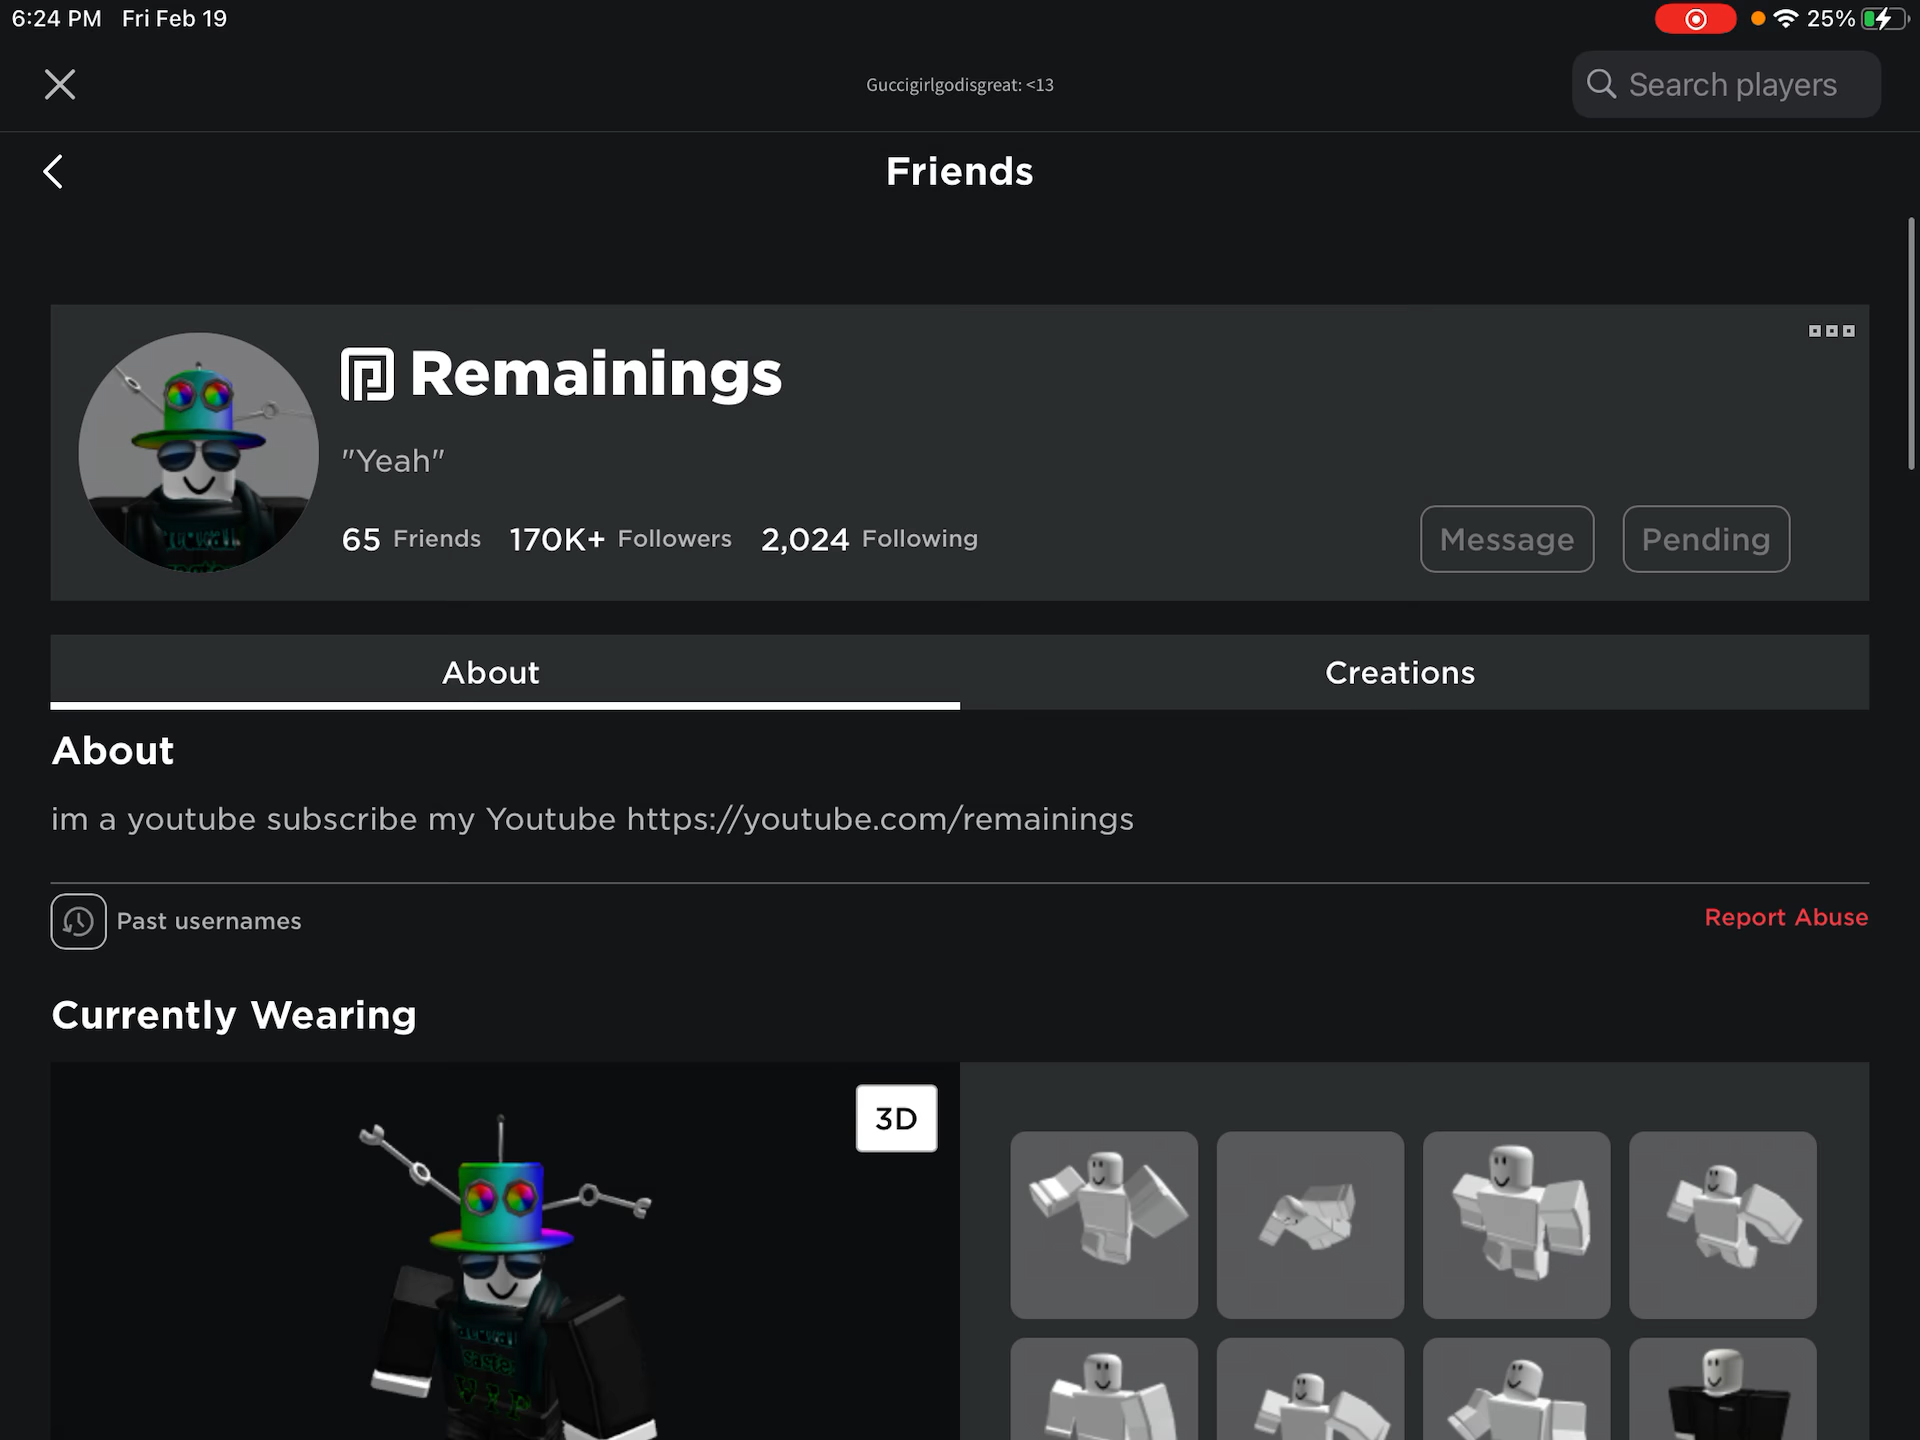 6:24 PM Fri Feb 19
25%
Guccigirlgodisgreat: <13
Search players
Friends
Remainings
"Yeah"
65 Friends 170K+ Followers 2,024 Following
Message Pending
About Creations
About
im a youtube subscribe my Youtube https://youtube.com/remainings
Past usernames
Report Abuse
Currently Wearing
3D
VIP